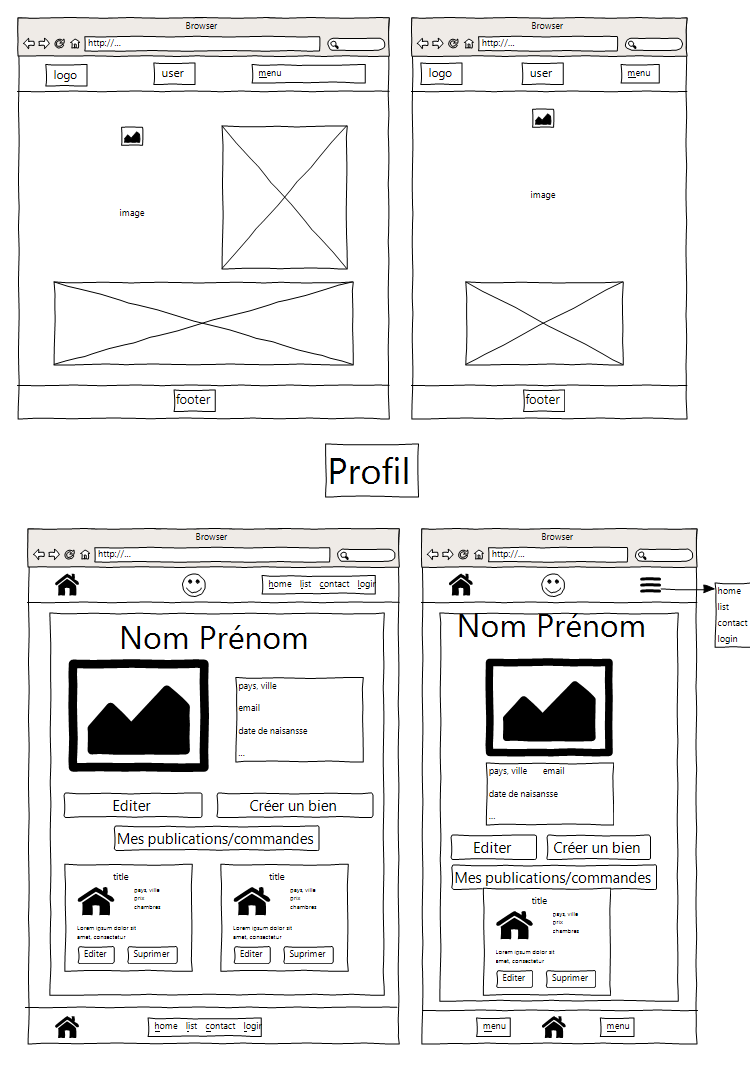 Browser
http://...
logo
user
menu
image
footer
Browser
http://...
logo
user
menu
image
footer
Profil
Browser
http://...
home list contact login
Nom Prénom
pays, ville
email
date de naisansse
...
Editer
Créer un bien
Mes publications/commandes
title
pays, ville
prix
chambres
Lorem ipsum dolor sit
amet, consectetur
Editer
Suprimer
title
pays, ville
prix
chambres
Lorem ipsum dolor sit
amet, consectetur
Editer
Suprimer
home list contact login
Browser
http://...
home
list
contact
login
Nom Prénom
pays, ville email
date de naisansse
...
Editer
Créer un bien
Mes publications/commandes
title
pays, ville
prix
chambres
Lorem ipsum dolor sit
amet, consectetur
Editer
Suprimer
menu
menu